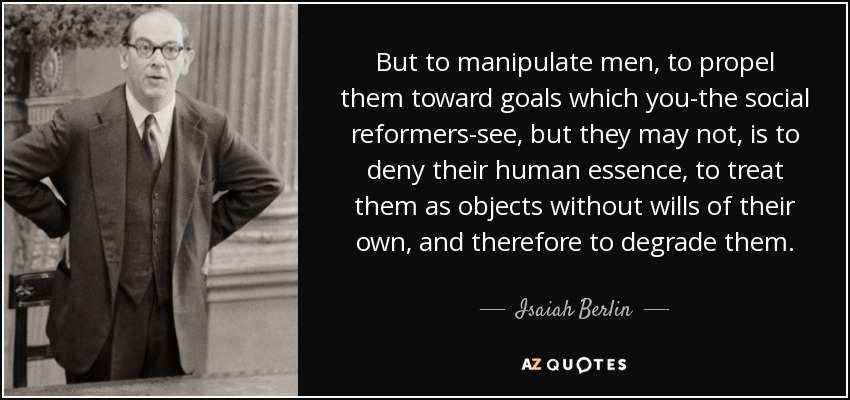 But to manipulate men, to propel
them toward goals which you-the social
reformers-see, but they may not, is to
deny their human essence, to treat
them as objects without wills of their
own, and therefore to degrade them.
Isaiah Berlin
AZ QUOTES